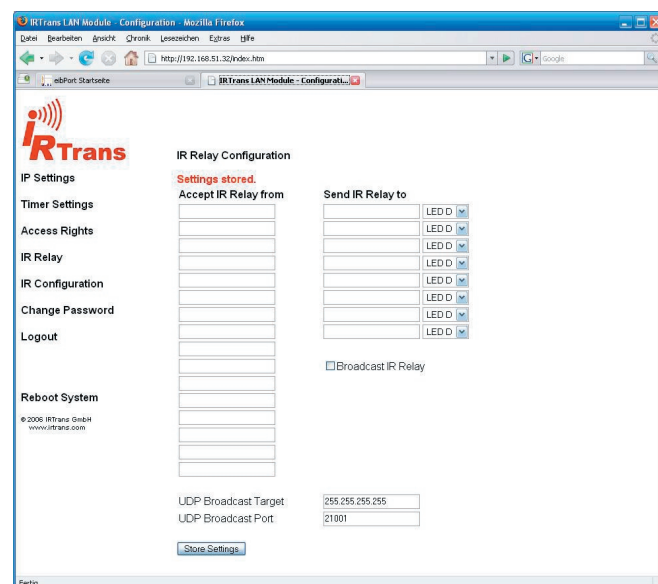 IRTrans LAN Module - Configuration - Mozilla Firefox
Datei Bearbeiten Ansicht Chronik Lesezeichen Extras Hilfe
http://192.168.51.32/index.htm
Google
eibPort Startseite
IRTrans LAN Module - Configurati...
IRTrans
IR Relay Configuration
IP Settings
Settings stored.
Accept IR Relay from Send IR Relay to
Timer Settings
LED D
Access Rights
LED D
LED D
IR Relay
LED D
IR Configuration
LED D
LED D
Change Password
LED D
Logout
LED D
Broadcast IR Relay
Reboot System
© 2006 IRTrans GmbH
www.irtrans.com
UDP Broadcast Target 255.255.255.255
UDP Broadcast Port 21001
Store Settings
Fertig